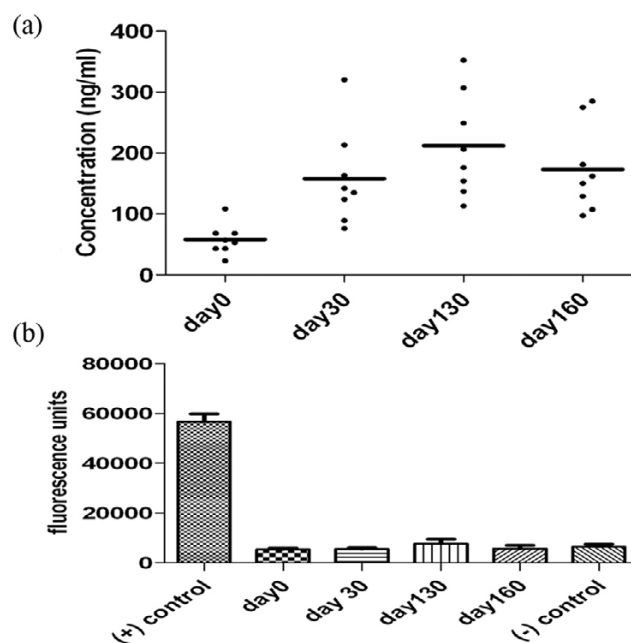 (a)
Concentration (ng/ml)
400
300
200
100
0
day0
day30
day130
day160
(b)
fluorescence units
80000
60000
40000
20000
0
(+) control
day0
day 30
day130
day160
(-) control